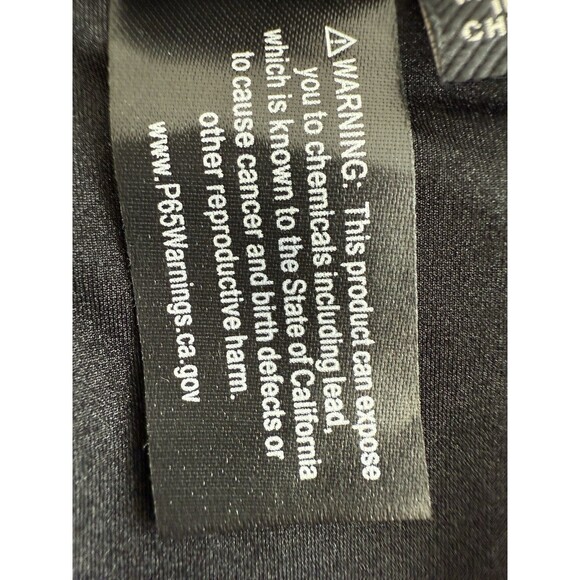 ⚠ WARNING: This product can expose
you to chemicals including lead,
which is known to the State of California
to cause cancer and birth defects or
other reproductive harm.
www.P65Warnings.ca.gov